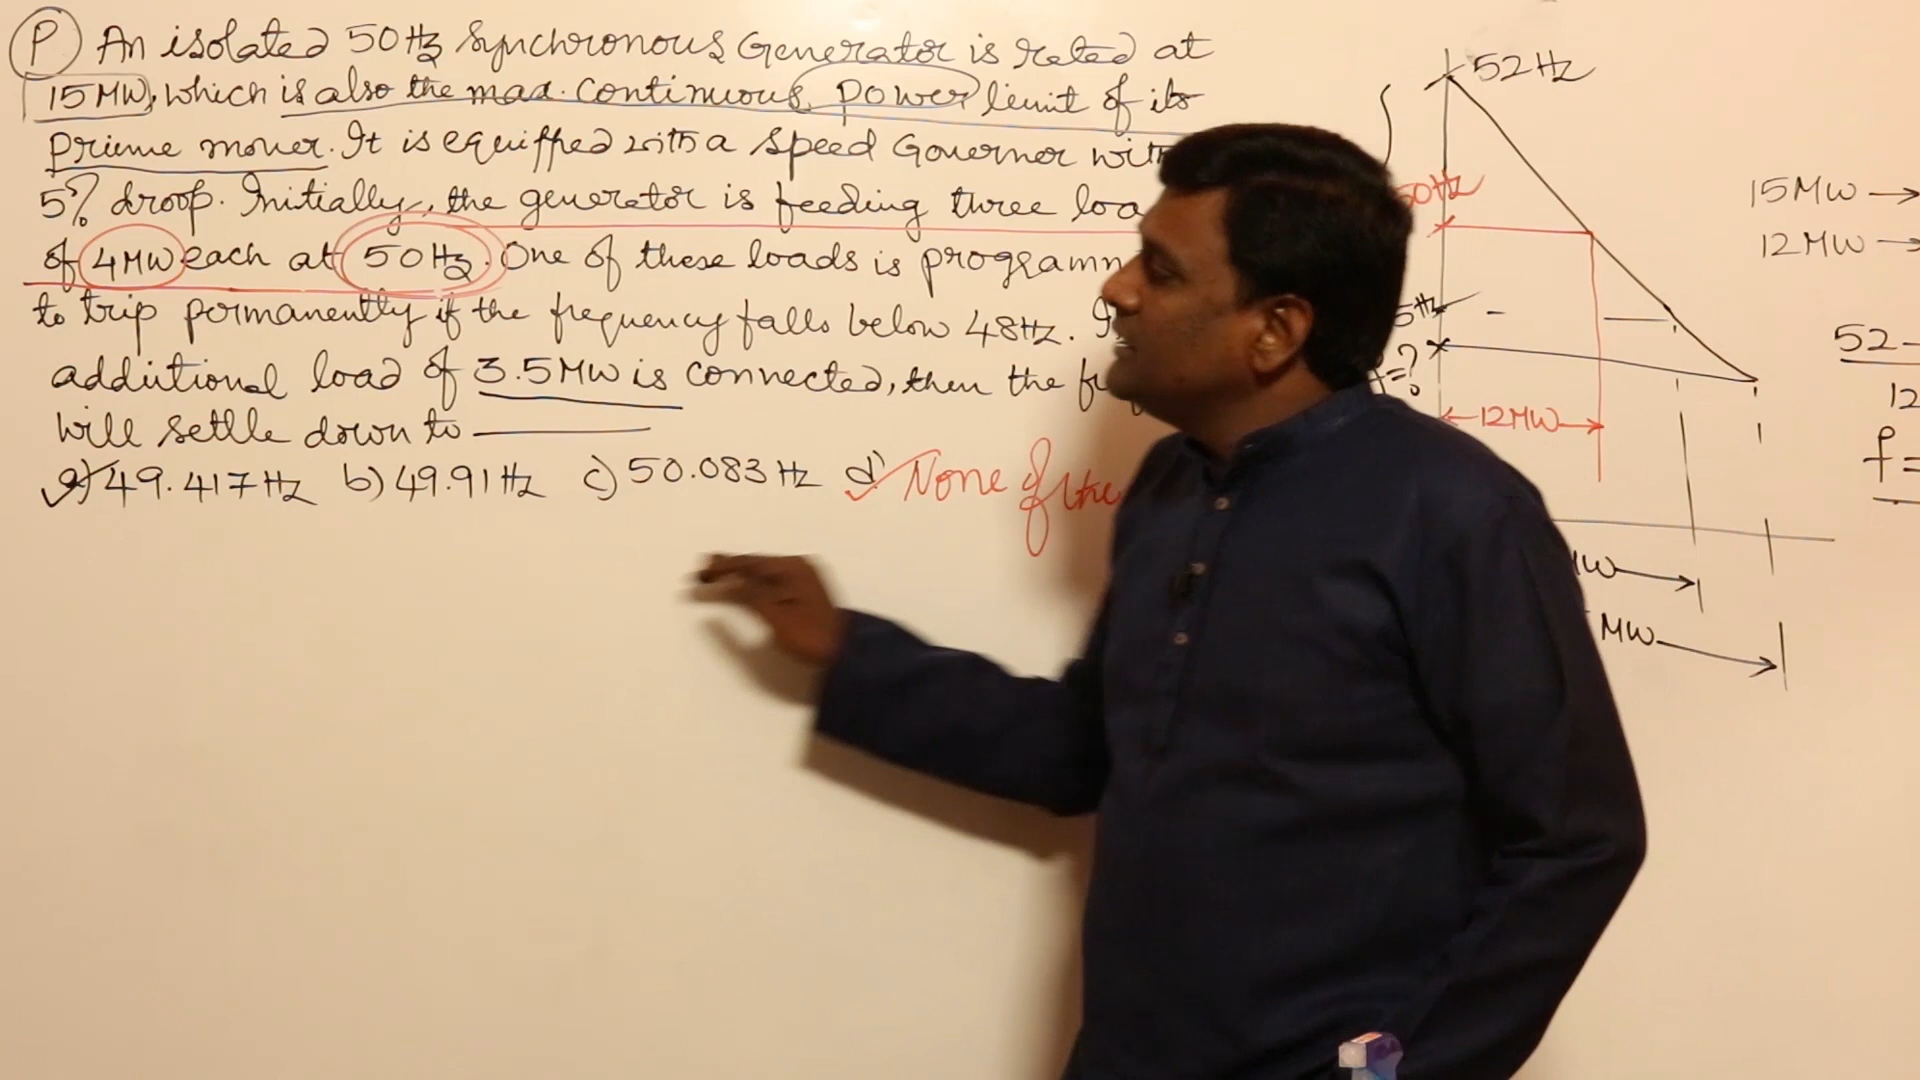 P An isolated 50Hz Synchronous Generator is rated at
15MW, which is also the max. continuous power limit of its
prime mover. It is equipped with a speed Governor with
5% droop. Initially, the generator is feeding three loa
of 4MW each at 50Hz. One of these loads is programm
to trip permanently if the frequency falls below 48Hz. I
additional load of 3.5MW is connected, then the f
will settle down to
a) 49.417Hz b) 49.91Hz c) 50.083Hz d) None of the
52Hz
50Hz
5Hz
=?
12MW
MW
MW
15MW →
12MW →
52-
12
f=